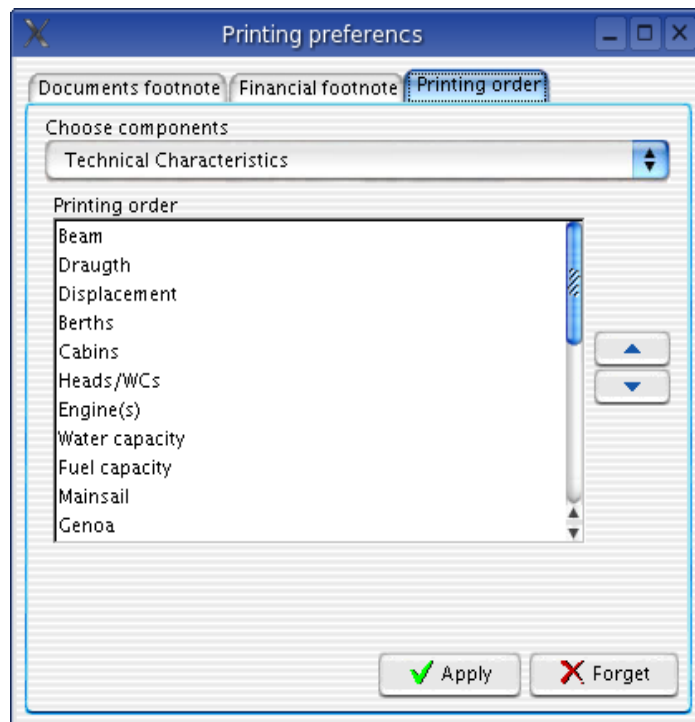 Printing preferencs
Documents footnote Financial footnote Printing order
Choose components
Technical Characteristics
Printing order
Beam
Draugth
Displacement
Berths
Cabins
Heads/WCs
Engine(s)
Water capacity
Fuel capacity
Mainsail
Genoa
Apply Forget